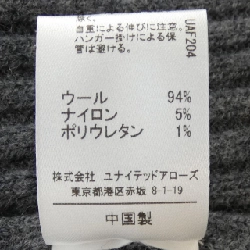 自重による伸びに注意。
ハンガー掛けによる保
管は避ける。
UAF204
ウール 94%
ナイロン 5%
ポリウレタン 1%
株式会社 ユナイテッドアローズ
東京都港区赤坂 8-1-19
中国製